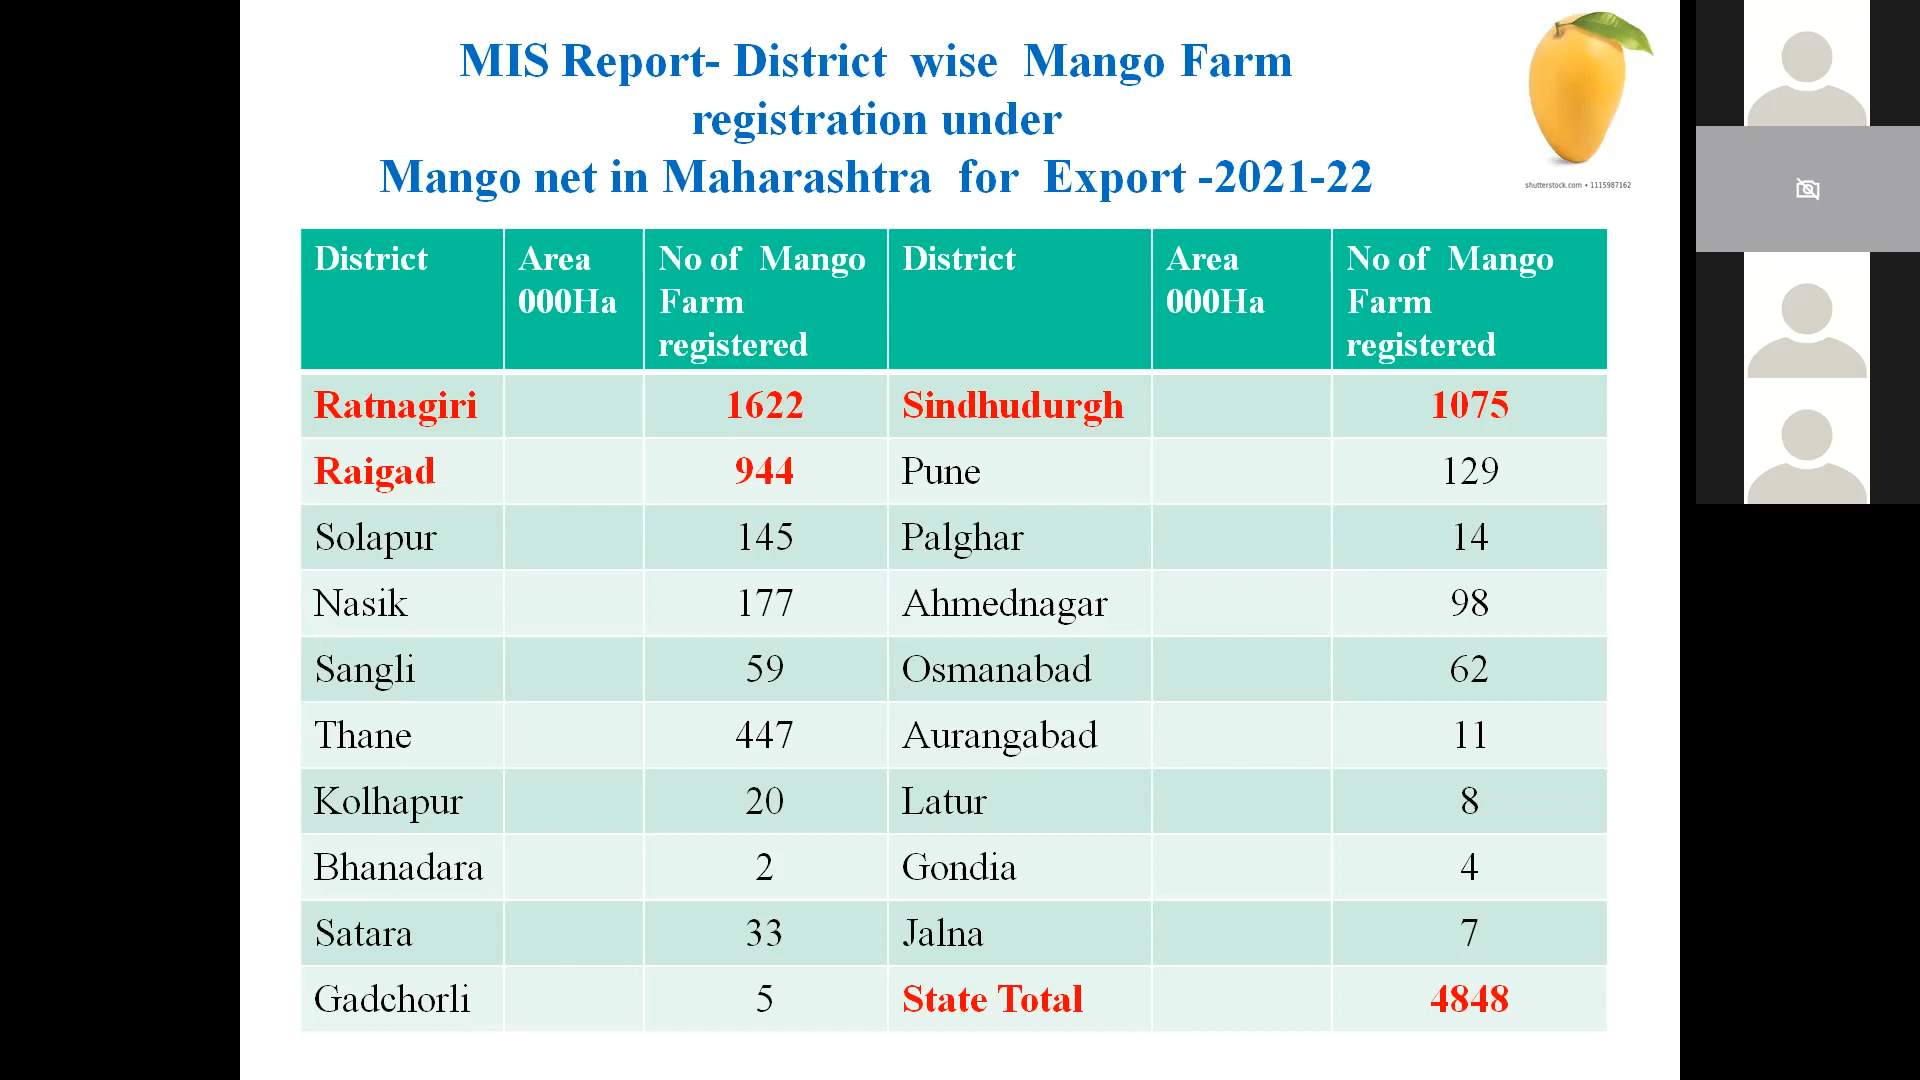 MIS Report- District wise Mango Farm
registration under
Mango net in Maharashtra for Export -2021-22
shutterstock.com • 1115987162
District Area 000Ha No of Mango Farm registered District Area 000Ha No of Mango Farm registered
Ratnagiri 1622 Sindhudurgh 1075
Raigad 944 Pune 129
Solapur 145 Palghar 14
Nasik 177 Ahmednagar 98
Sangli 59 Osmanabad 62
Thane 447 Aurangabad 11
Kolhapur 20 Latur 8
Bhanadara 2 Gondia 4
Satara 33 Jalna 7
Gadchorli 5 State Total 4848